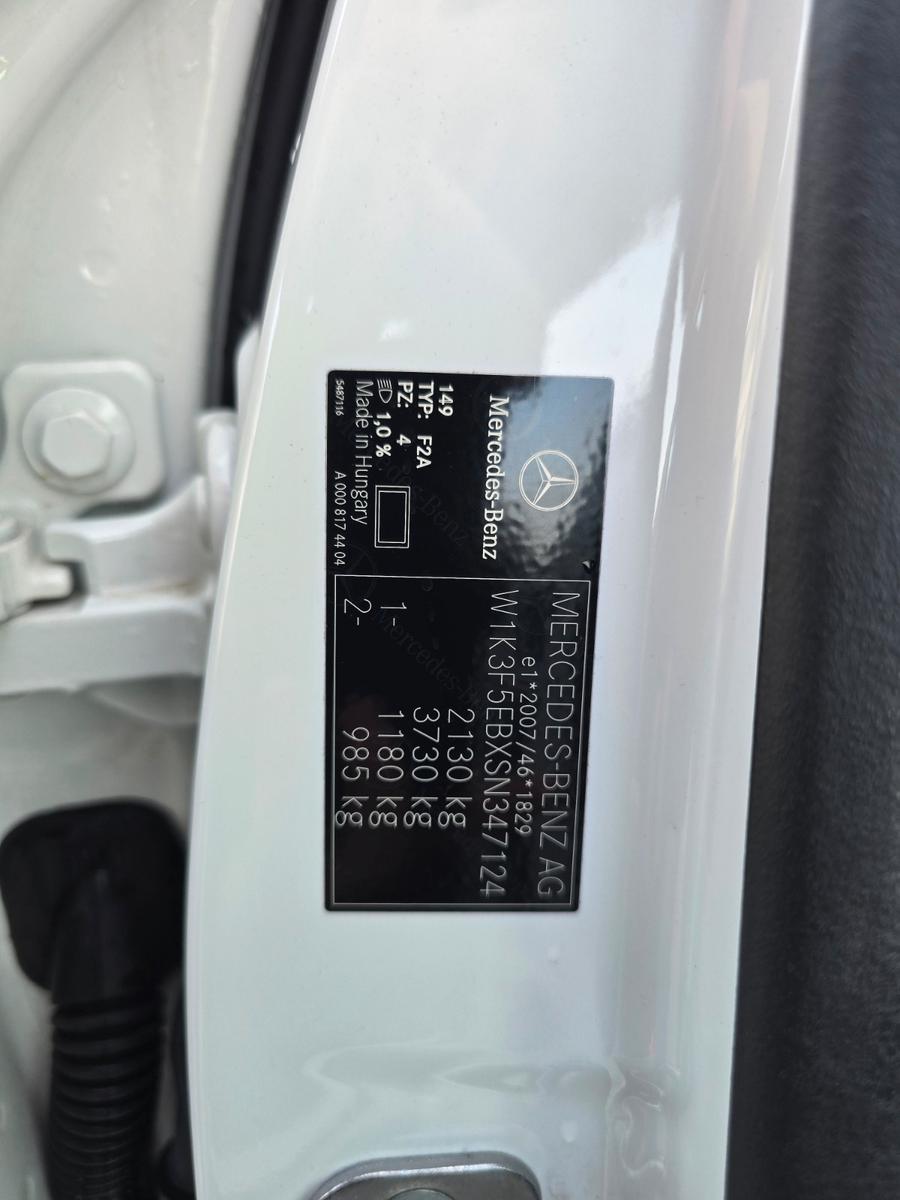 Mercedes-Benz
149
TYP: F2A
PZ: 4
1,0 %
Made in Hungary
5487116 A 000 817 44 04
MERCEDES-BENZ AG
e1*2007/46*1829
W1K3F5EBXSN347124
2130 kg
3730 kg
1- 1180 kg
2- 985 kg